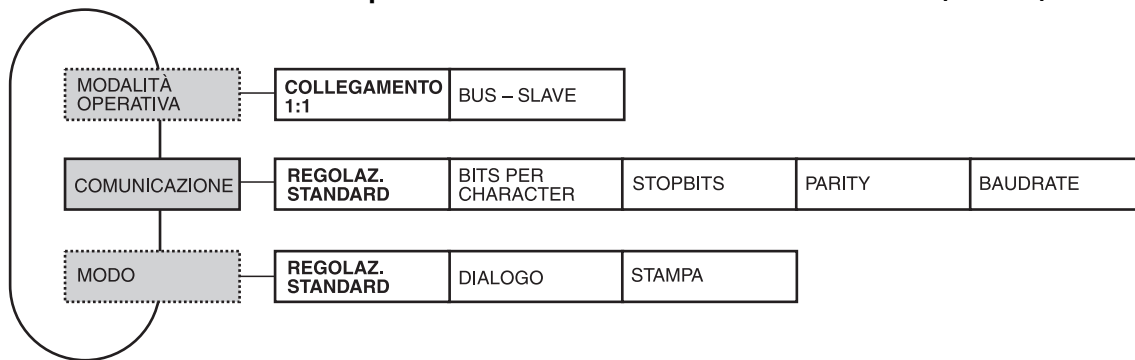 MODALITÀ
OPERATIVA
COLLEGAMENTO
1:1
BUS – SLAVE
COMUNICAZIONE
REGOLAZ.
STANDARD
BITS PER
CHARACTER
STOPBITS
PARITY
BAUDRATE
MODO
REGOLAZ.
STANDARD
DIALOGO
STAMPA